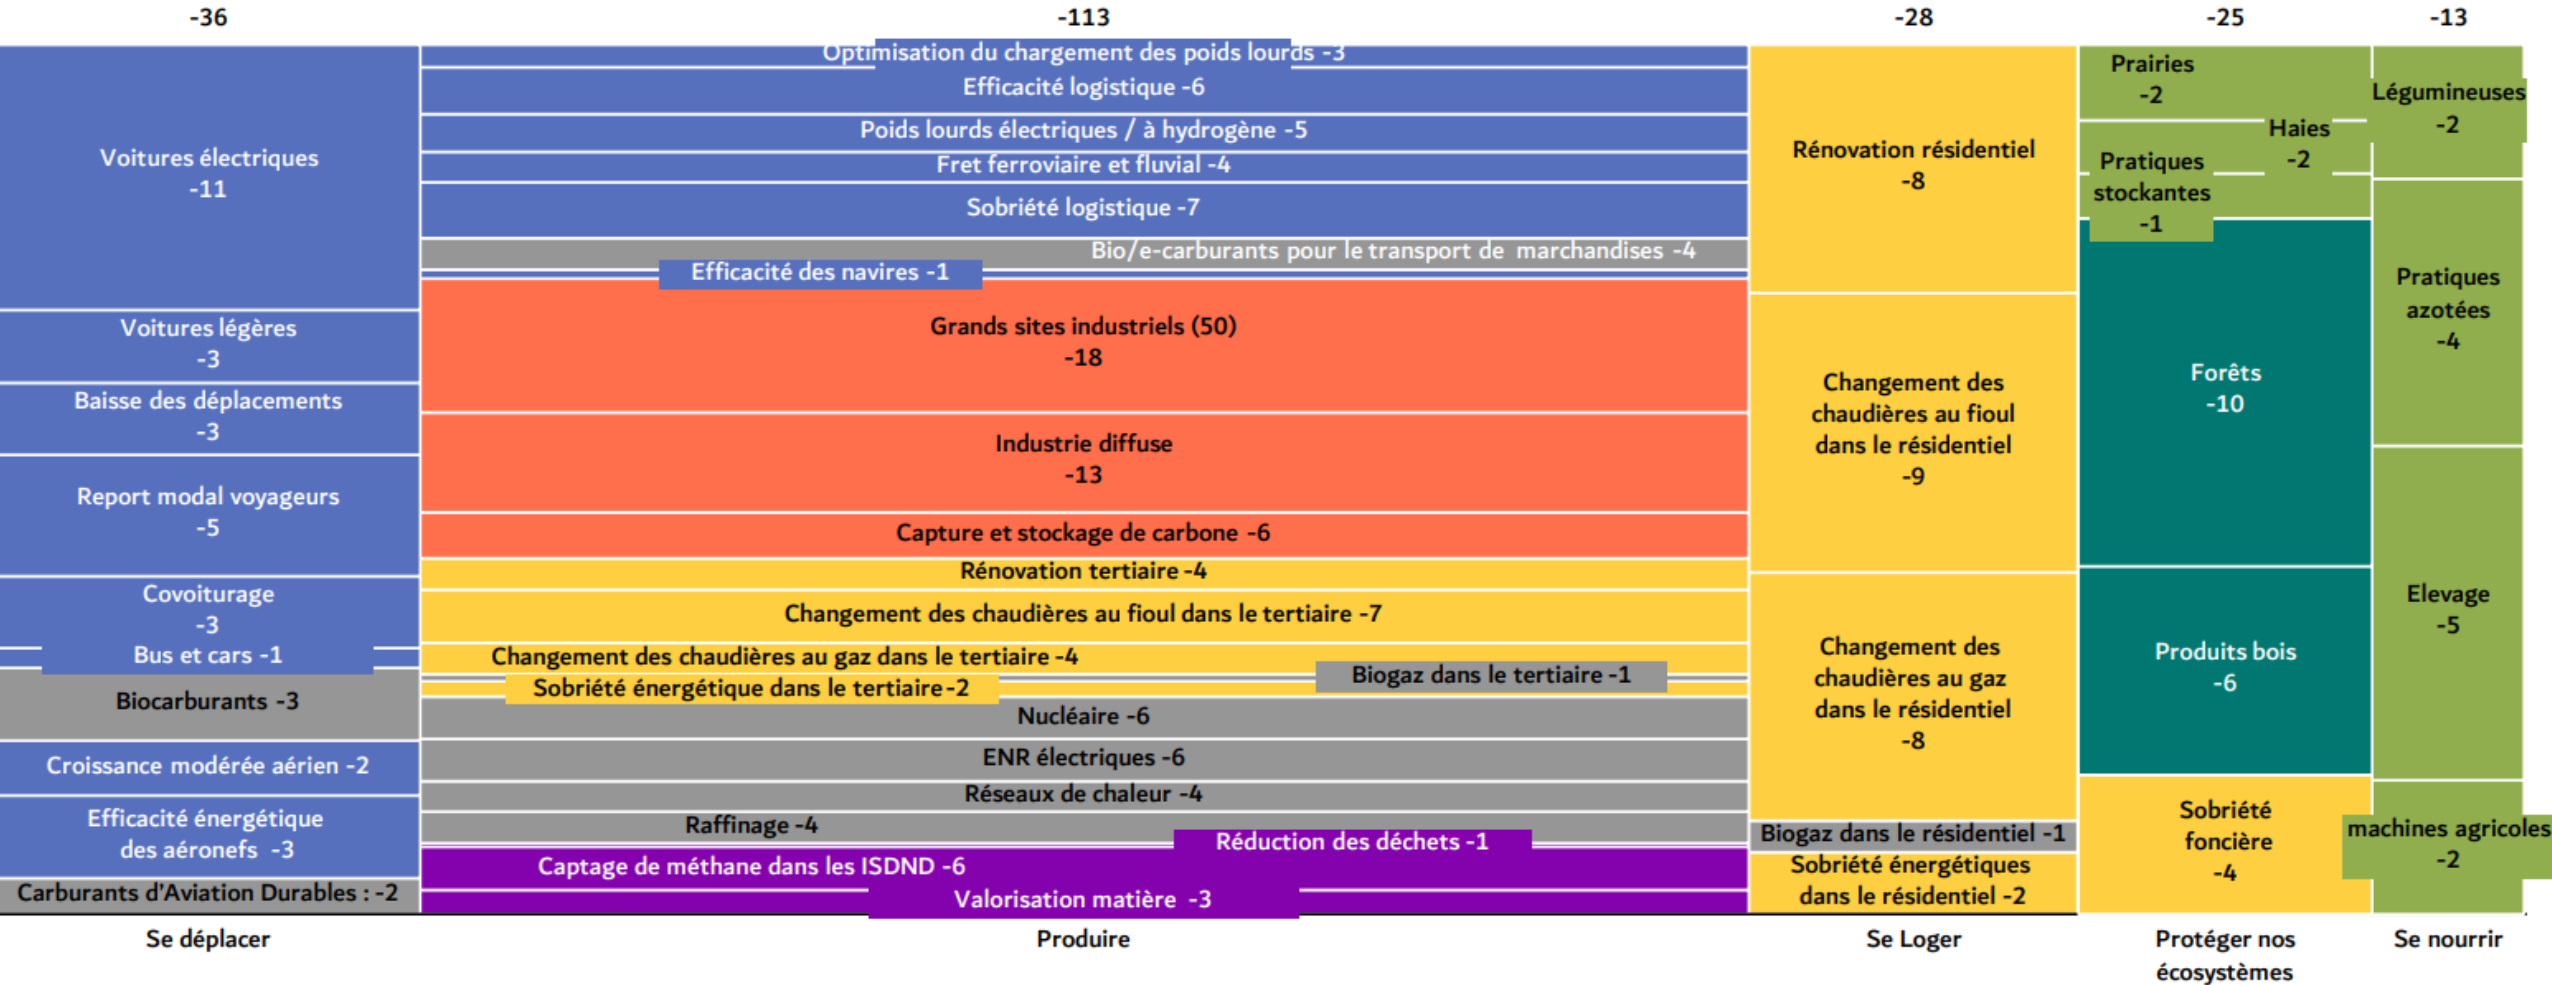 -36
-113
-28
-25
-13
Voitures électriques
-11
Voitures légères
-3
Baisse des déplacements
-3
Report modal voyageurs
-5
Covoiturage
-3
Bus et cars -1
Biocarburants -3
Croissance modérée aérien -2
Efficacité énergétique
des aéronefs -3
Carburants d'Aviation Durables : -2
Se déplacer
Optimisation du chargement des poids lourds -3
Efficacité logistique -6
Poids lourds électriques / à hydrogène -5
Fret ferroviaire et fluvial -4
Sobriété logistique -7
Bio/e-carburants pour le transport de marchandises -4
Efficacité des navires -1
Grands sites industriels (50)
-18
Industrie diffuse
-13
Capture et stockage de carbone -6
Rénovation tertiaire -4
Changement des chaudières au fioul dans le tertiaire -7
Changement des chaudières au gaz dans le tertiaire -4
Biogaz dans le tertiaire -1
Sobriété énergétique dans le tertiaire -2
Nucléaire -6
ENR électriques -6
Réseaux de chaleur -4
Raffinage -4
Réduction des déchets -1
Captage de méthane dans les ISDND -6
Valorisation matière -3
Produire
Rénovation résidentiel
-8
Changement des
chaudières au fioul
dans le résidentiel
-9
Changement des
chaudières au gaz
dans le résidentiel
-8
Biogaz dans le résidentiel -1
Sobriété énergétiques
dans le résidentiel -2
Se Loger
Prairies
-2
Haies
-2
Pratiques
stockantes
-1
Forêts
-10
Produits bois
-6
Sobriété
foncière
-4
Protéger nos
écosystèmes
Légumineuses
-2
Pratiques
azotées
-4
Elevage
-5
machines agricoles
-2
Se nourrir